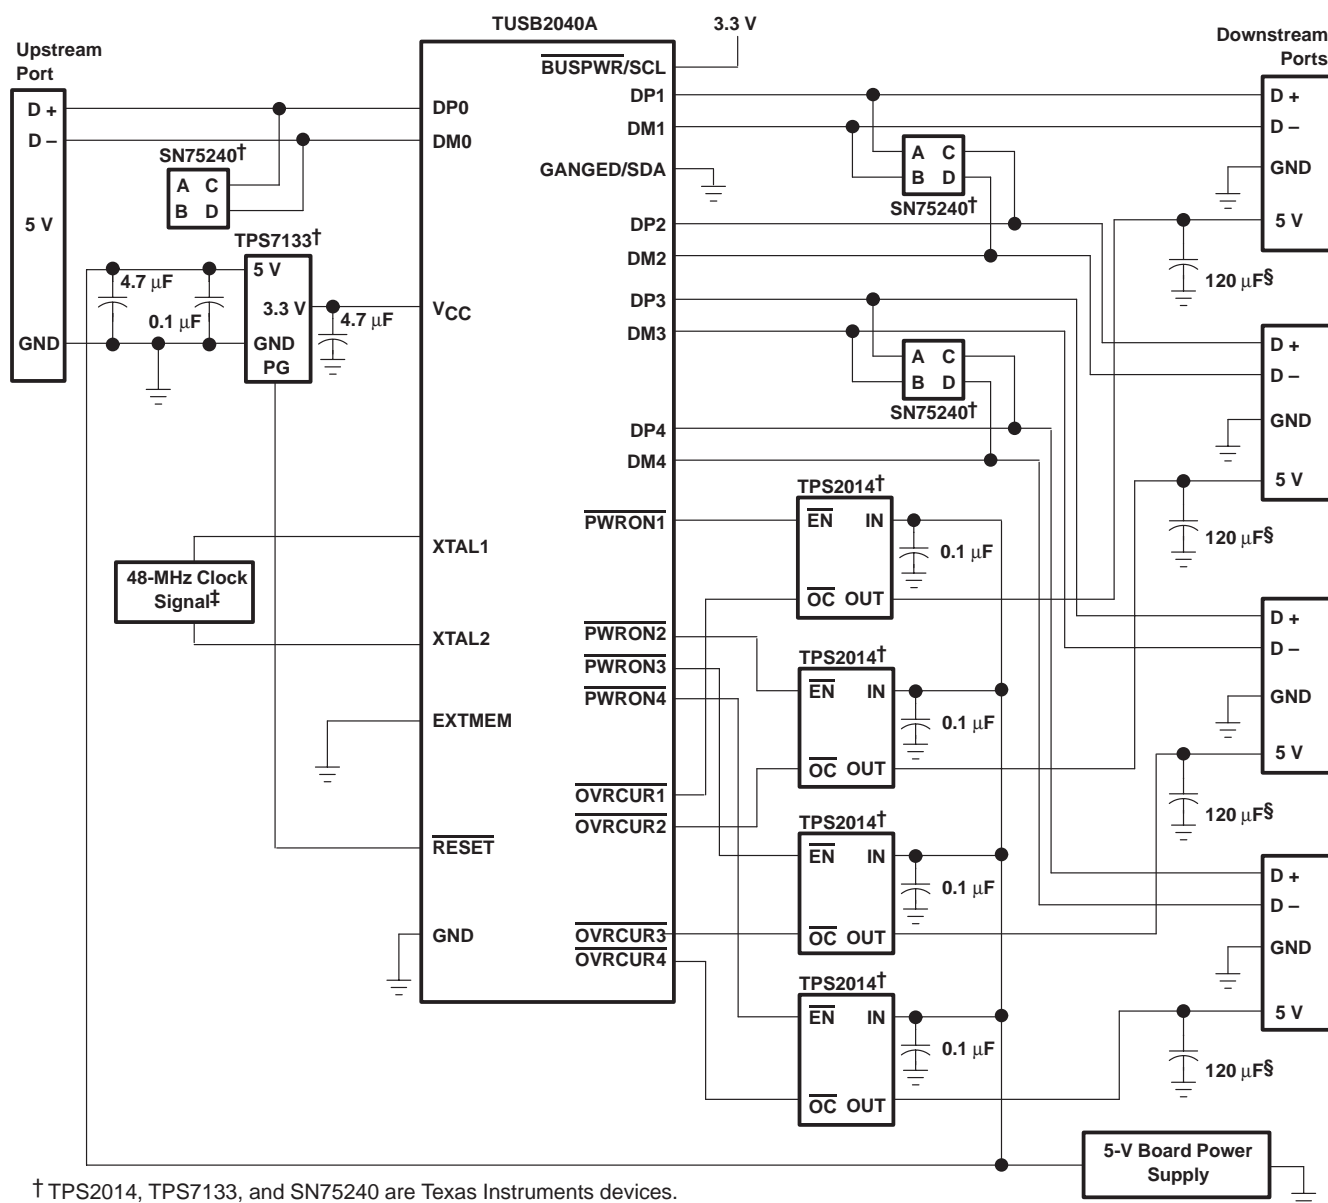 TUSB2040A
3.3 V
Upstream
Port
D +
D –
5 V
GND
SN75240†
A C
B D
TPS7133†
5 V
3.3 V
GND
PG
4.7 μF
0.1 μF
4.7 μF
48-MHz Clock
Signal‡
DP0
DM0
VCC
XTAL1
XTAL2
EXTMEM
RESET
GND
BUSPWR/SCL
DP1
DM1
GANGED/SDA
DP2
DM2
DP3
DM3
DP4
DM4
PWRON1
PWRON2
PWRON3
PWRON4
OVRCUR1
OVRCUR2
OVRCUR3
OVRCUR4
A C
B D
SN75240†
A C
B D
SN75240†
TPS2014†
EN IN
OC OUT
0.1 μF
TPS2014†
EN IN
OC OUT
0.1 μF
TPS2014†
EN IN
OC OUT
0.1 μF
TPS2014†
EN IN
OC OUT
0.1 μF
Downstream
Ports
D +
D –
GND
5 V
120 μF§
D +
D –
GND
5 V
120 μF§
D +
D –
GND
5 V
120 μF§
D +
D –
GND
5 V
120 μF§
5-V Board Power
Supply
† TPS2014, TPS7133, and SN75240 are Texas Instruments devices.